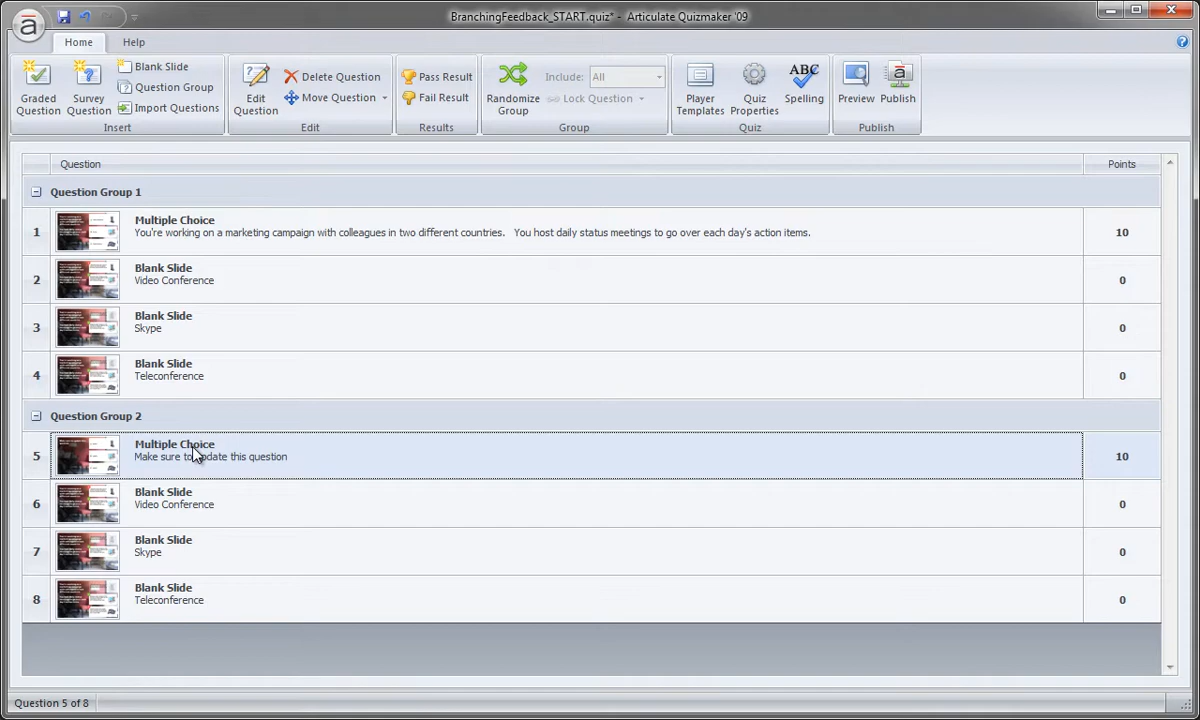 BranchingFeedback_START.quiz* - Articulate Quizmaker '09
Home Help
Graded Question
Survey Question
Blank Slide
Question Group
Import Questions
Insert
Edit Question
Delete Question
Move Question
Edit
Pass Result
Fail Result
Results
Randomize Group
Include: All
Lock Question
Group
Player Templates
Quiz Properties
ABC
Spelling
Quiz
Preview
Publish
Publish
Question Points
Question Group 1
1 Multiple Choice
You're working on a marketing campaign with colleagues in two different countries. You host daily status meetings to go over each day's action items. 10
2 Blank Slide
Video Conference 0
3 Blank Slide
Skype 0
4 Blank Slide
Teleconference 0
Question Group 2
5 Multiple Choice
Make sure to update this question 10
6 Blank Slide
Video Conference 0
7 Blank Slide
Skype 0
8 Blank Slide
Teleconference 0
Question 5 of 8